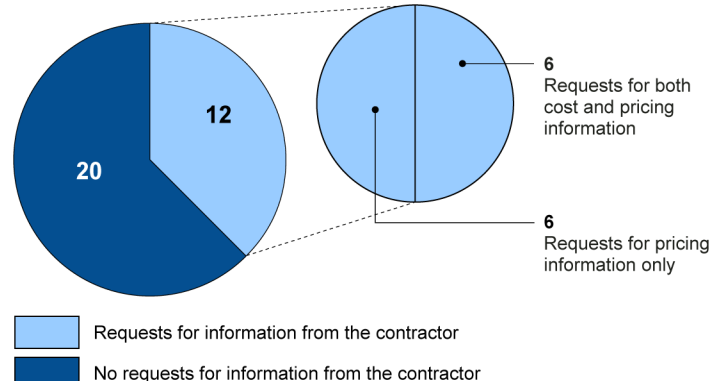 12
20
6
Requests for both
cost and pricing
information
6
Requests for pricing
information only
Requests for information from the contractor
No requests for information from the contractor